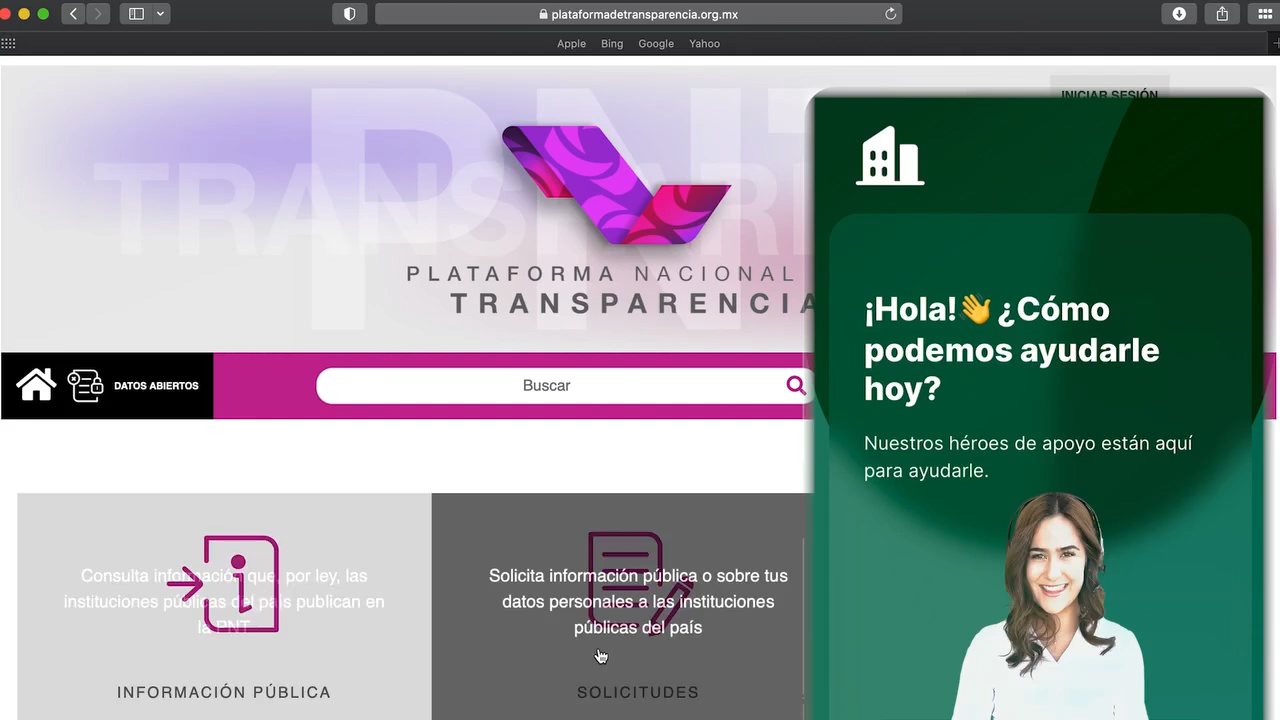 plataformadetransparencia.org.mx
Apple Bing Google Yahoo
PNT
TRANSPAR
INICIAR SESIÓN
PLATAFORMA NACIONAL
TRANSPARENCIA
DATOS ABIERTOS
Buscar
¡Hola!👋 ¿Cómo
podemos ayudarle
hoy?
Nuestros héroes de apoyo están aquí
para ayudarle.
Consulta información que, por ley, las
instituciones públicas del país publican en
la PNT
INFORMACIÓN PÚBLICA
Solicita información pública o sobre tus
datos personales a las instituciones
públicas del país
SOLICITUDES